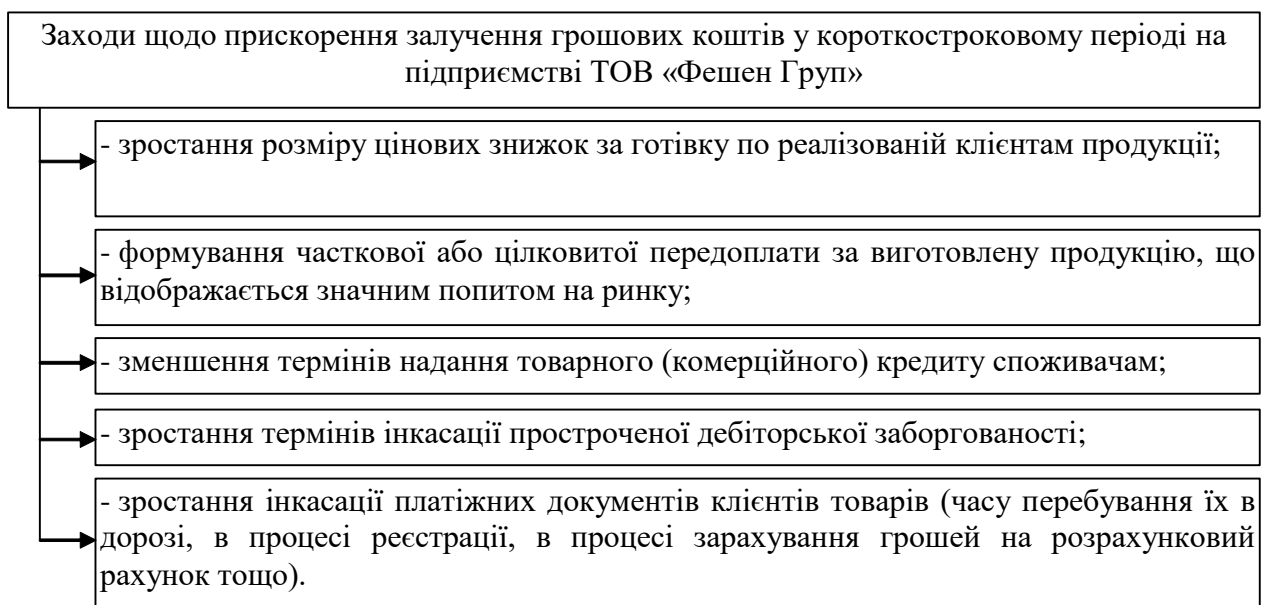 Заходи щодо прискорення залучення грошових коштів у короткостроковому періоді на
підприємстві ТОВ «Фешен Груп»
- зростання розміру цінових знижок за готівку по реалізованій клієнтам продукції;
- формування часткової або цілковитої передоплати за виготовлену продукцію, що
відображається значним попитом на ринку;
- зменшення термінів надання товарного (комерційного) кредиту споживачам;
- зростання термінів інкасації простроченої дебіторської заборгованості;
- зростання інкасації платіжних документів клієнтів товарів (часу перебування їх в
дорозі, в процесі реєстрації, в процесі зарахування грошей на розрахунковий
рахунок тощо).